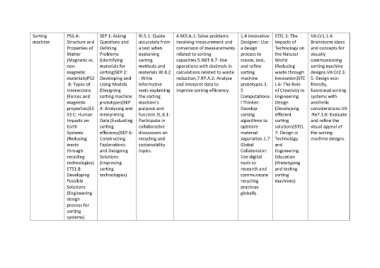 Sorting
machine
PS1.A:
Structure and
Properties of
Matter
(Magnetic vs.
non
magnetic
materials)PS2
.B: Types of
Interactions
(Forces and
magnetic
properties)ES
S3.C: Human
Impacts on
Earth
Systems
(Reducing
waste
through
recycling
technologies)
ETS1.B:
Developing
Possible
Solutions
(Engineering
design
process for
sorting
systems)
SEP 1: Asking
Questions and
Defining
Problems
(Identifying
materials for
sorting)SEP 2:
Developing and
Using Models
(Designing
sorting machine
prototypes)SEP
4: Analyzing and
Interpreting
Data (Evaluating
sorting
efficiency)SEP 6:
Constructing
Explanations
and Designing
Solutions
(Improving
sorting
technologies)
RI.5.1: Quote
accurately from
a text when
explaining
sorting
methods and
materials W.4.2
: Write
informative
texts explaining
the sorting
machine's
purpose and
function SL.4.1:
Participate in
collaborative
discussions on
recycling and
sustainability
topics.
4.MD.A.1: Solve problems
involving measurement and
conversion of measurements
related to sorting
capacities.5.NBT.B.7: Use
operations with decimals in
calculations related to waste
reduction.7.RP.A.2: Analyze
and interpret data to
improve sorting efficiency.
1.4 Innovative
Designer: Use
a design
process to
create, test,
and refine
sorting machine
prototypes.1.
5
Computationa
l Thinker:
Develop
sorting
algorithms to
optimize
material
separation.1.7
Global
Collaborator:
Use digital
tools to
research and
communicate
recycling
practices
globally.
STEL 3: The
Impacts of
Technology on
the Natural
World
(Reducing
waste through
innovation)STE
L 6: The Role
of Creativity in
Engineering
Design
(Developing
efficient
sorting
solutions)STEL
7: Design in
Technology and
Engineering
Education
(Prototyping
and testing
sorting
machines)
VA:Cr1.1.4:
Brainstorm ideas
and concepts for
visually
communicating
sorting machine
designs.VA:Cr2.3.
5: Design eco-
friendly,
functional sorting
systems with
aesthetic
considerations.VA
:Re7.2.6: Evaluate
and refine the
visual appeal of
the sorting
machine designs.